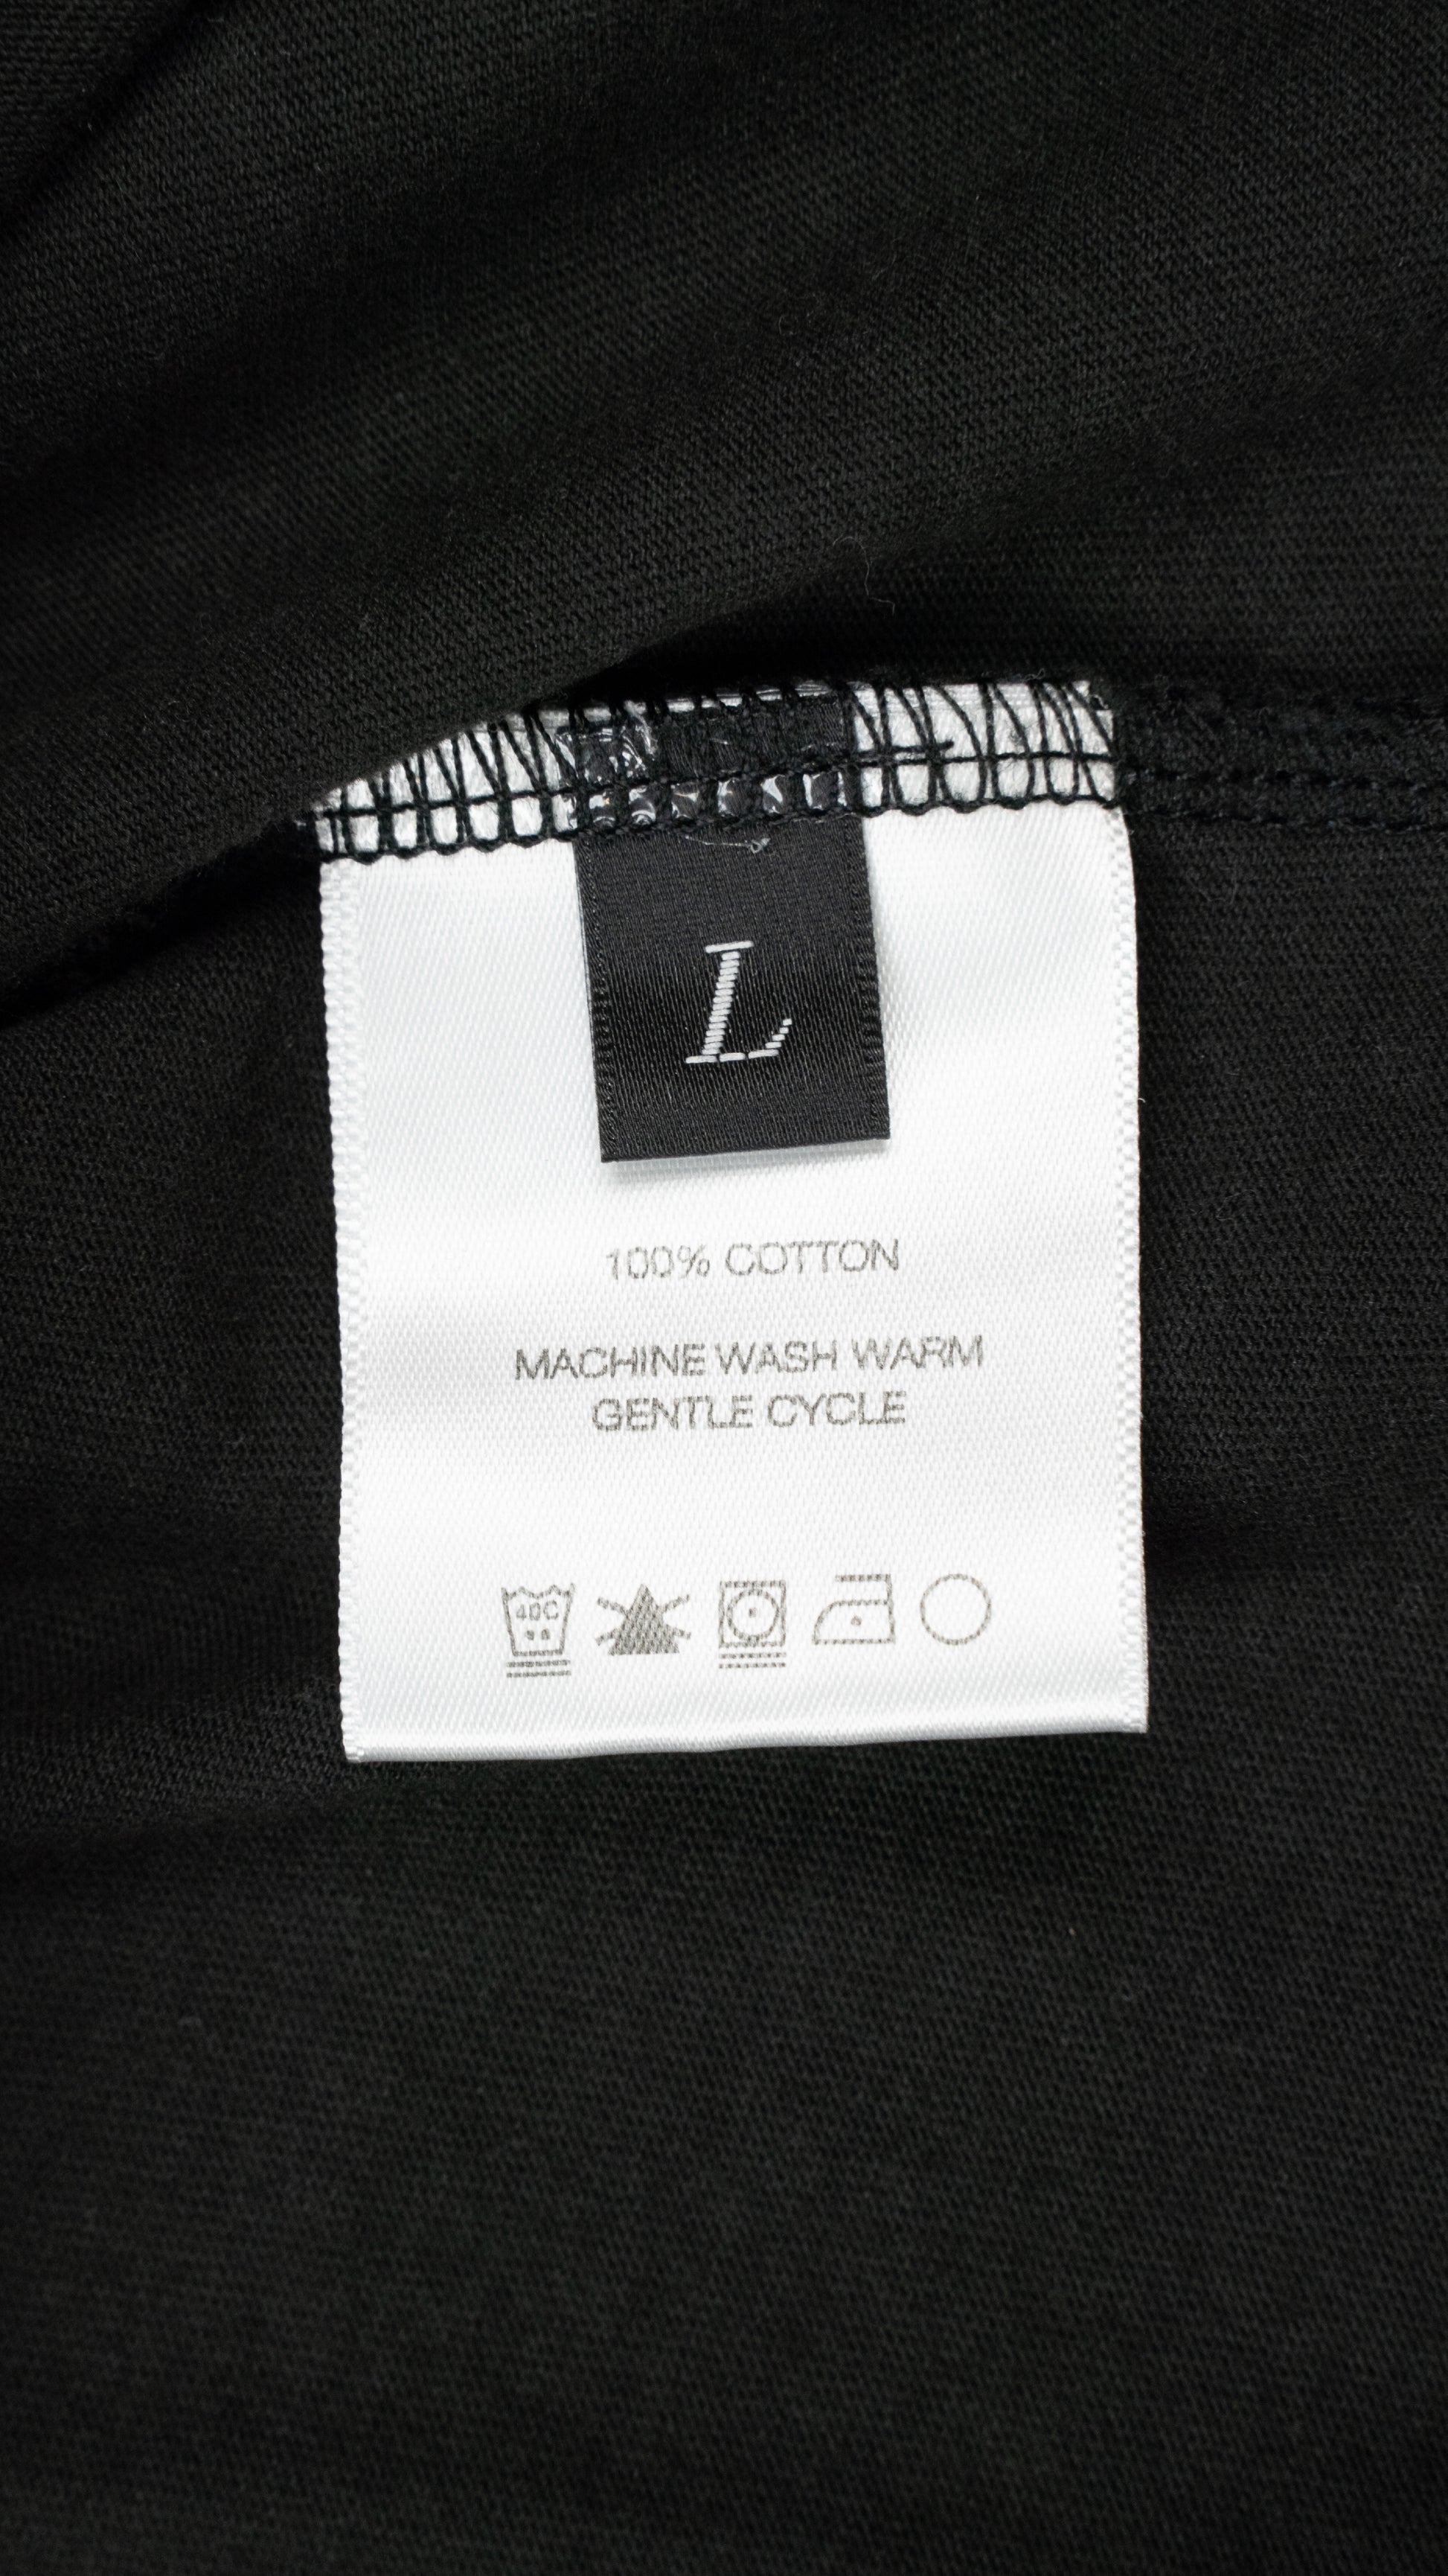 L
100% COTTON
MACHINE WASH WARM
GENTLE CYCLE
40C